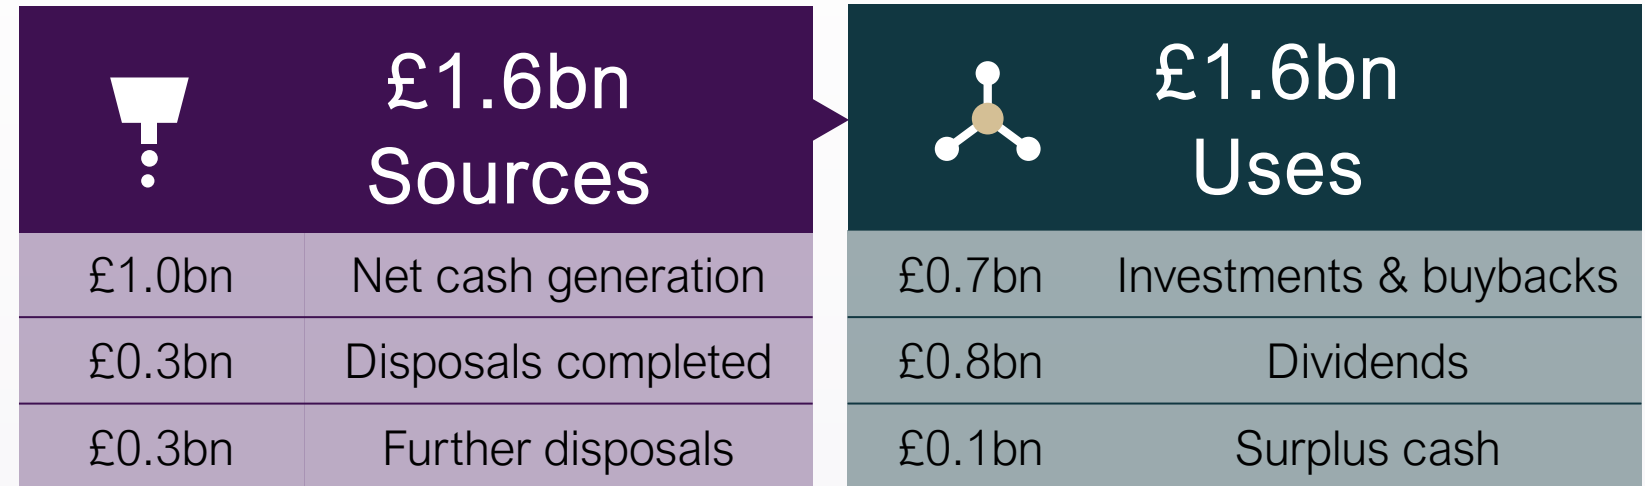 £1.6bn
Sources
£1.0bn Net cash generation
£0.3bn Disposals completed
£0.3bn Further disposals
£1.6bn
Uses
£0.7bn Investments & buybacks
£0.8bn Dividends
£0.1bn Surplus cash